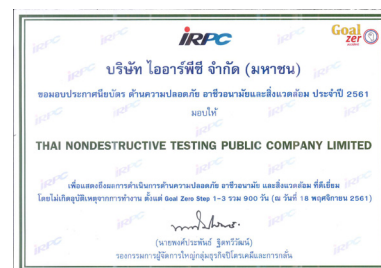 IRPC
Goal
zero
บริษัท ไออาร์พีซี จำกัด (มหาชน)
ขอมอบประกาศนียบัตร ด้านความปลอดภัย อาชีวอนามัยและสิ่งแวดล้อม ประจำปี 2561
มอบให้
THAI NONDESTRUCTIVE TESTING PUBLIC COMPANY LIMITED
เพื่อแสดงถึงผลการดำเนินการด้านความปลอดภัย อาชีวอนามัย และสิ่งแวดล้อม ที่ดีเยี่ยม
โดยไม่เกิดอุบัติเหตุจากการทำงาน ตั้งแต่ Goal Zero Step 1-3 รวม 900 วัน (ณ วันที่ 18 พฤศจิกายน 2561)
(นายพงศ์ประพันธ์ ฐิตทวีวัฒน์)
รองกรรมการผู้จัดการใหญ่กลุ่มธุรกิจปิโตรเคมีและการกลั่น